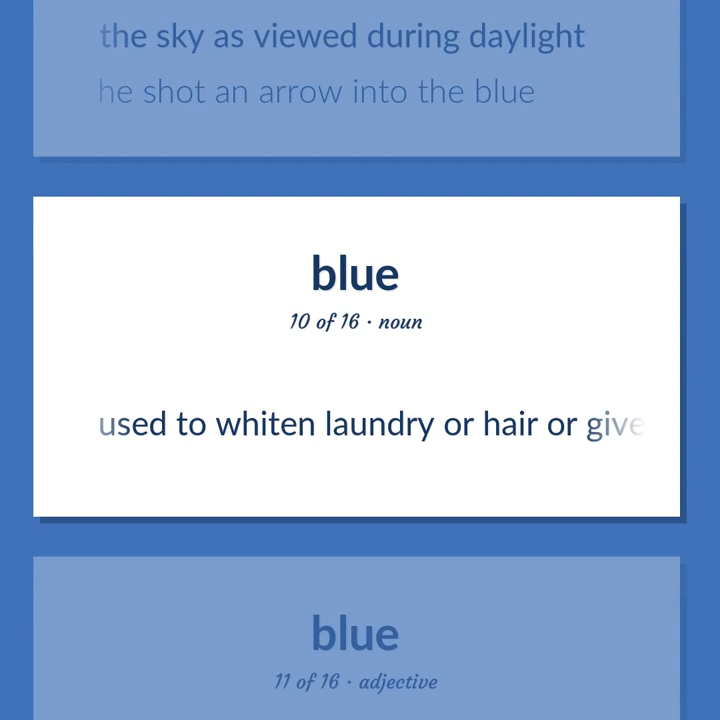 the sky as viewed during daylight
he shot an arrow into the blue
blue
10 of 16 · noun
used to whiten laundry or hair or give
blue
11 of 16 · adjective